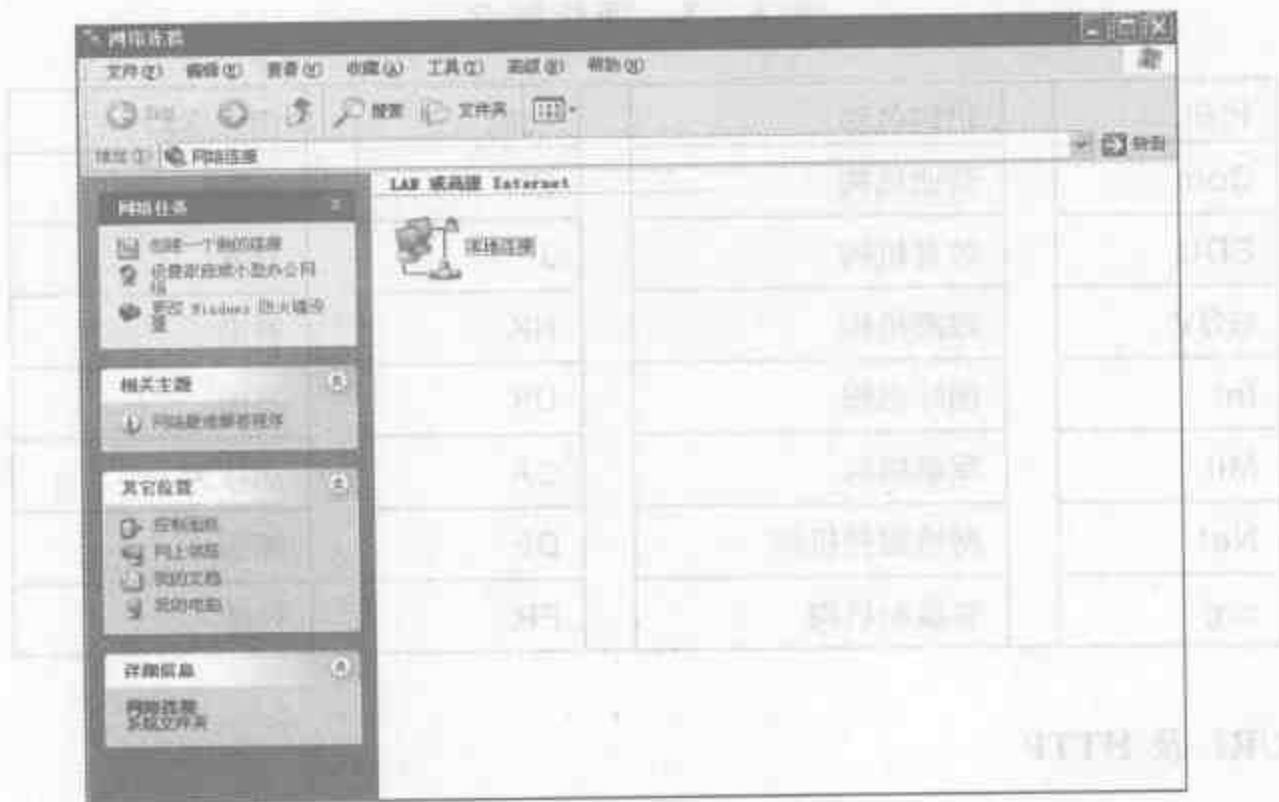 网络连接
文件(F) 编辑(E) 查看(V) 收藏(A) 工具(T) 高级(N) 帮助(H)
搜索 文件夹
地址(D) 网络连接 转到
LAN 或高速 Internet
本地连接
网络任务
创建一个新的连接
设置家庭或小型办公网
络
更改 Windows 防火墙设
置
相关主题
网络疑难解答程序
其它位置
控制面板
网上邻居
我的文档
我的电脑
详细信息
网络连接
系统文件夹